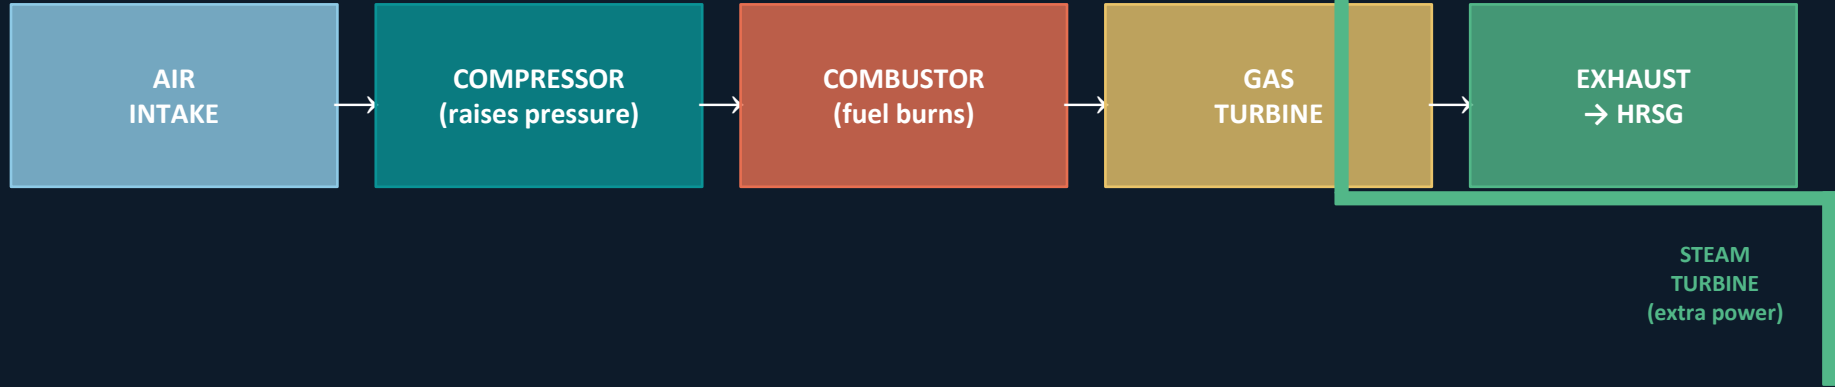 AIR
INTAKE
COMPRESSOR
(raises pressure)
COMBUSTOR
(fuel burns)
GAS
TURBINE
EXHAUST
→ HRSG
STEAM
TURBINE
(extra power)